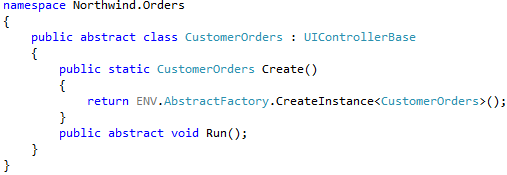 namespace Northwind.Orders
{
    public abstract class CustomerOrders : UIControllerBase
    {
        public static CustomerOrders Create()
        {
            return ENV.AbstractFactory.CreateInstance<CustomerOrders>();
        }
        public abstract void Run();
    }
}